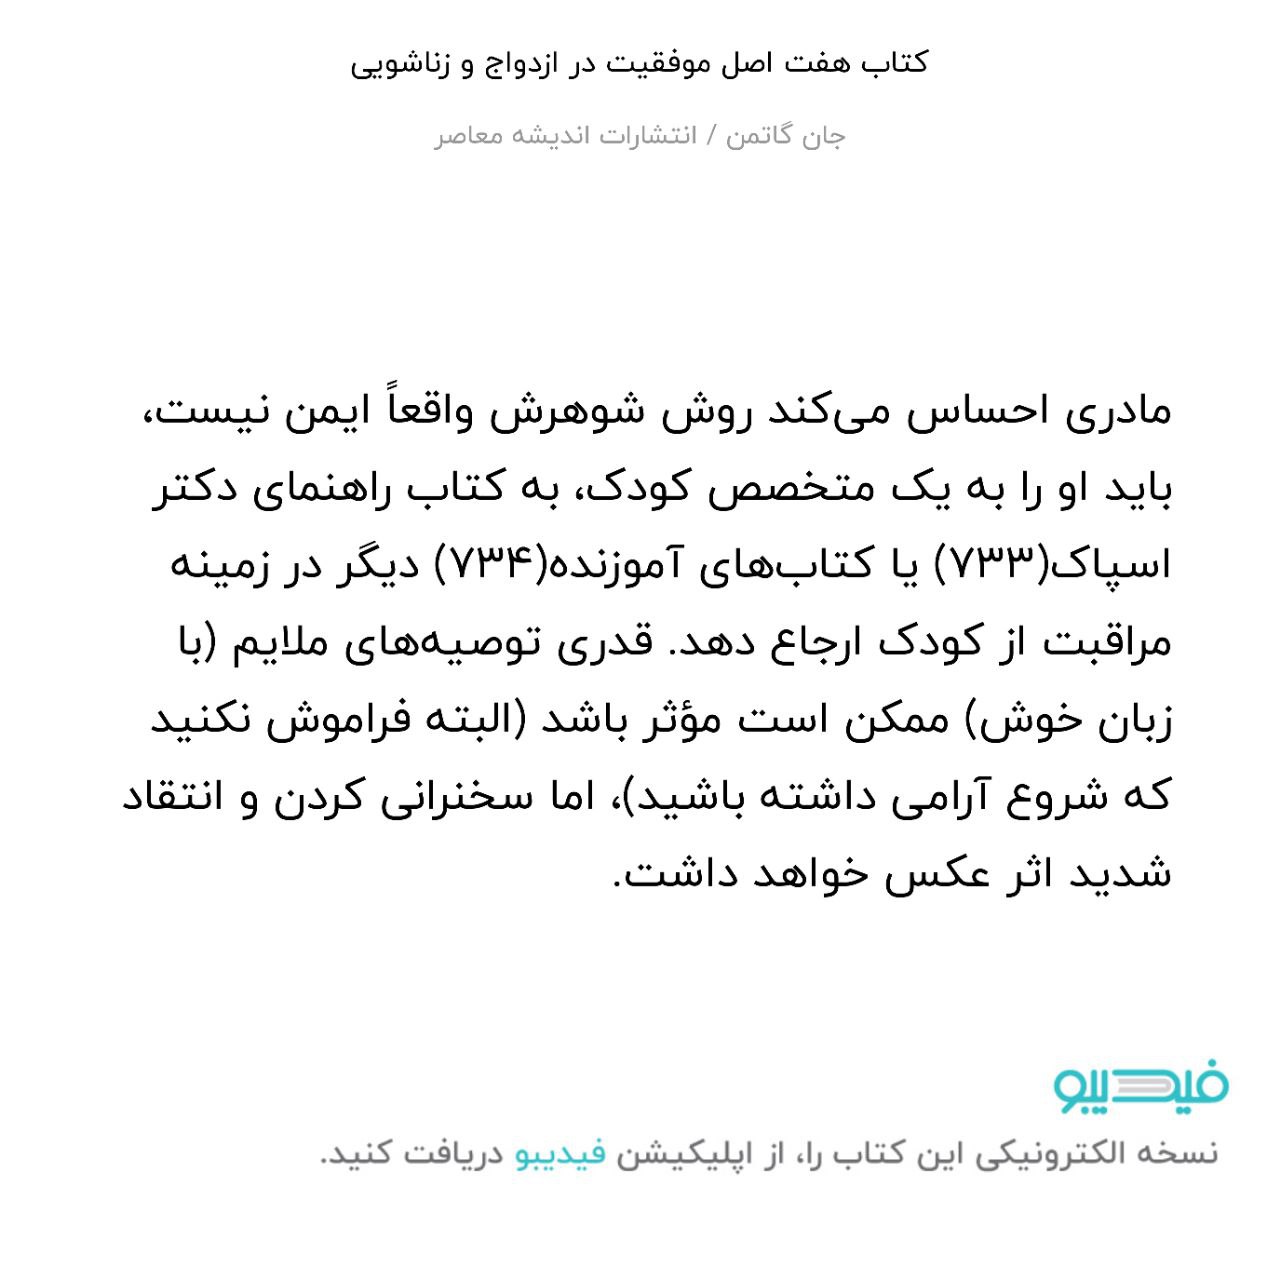 کتاب هفت اصل موفقیت در ازدواج و زناشویی
جان گاتمن / انتشارات اندیشه معاصر
مادری احساس می‌کند روش شوهرش واقعاً ایمن نیست،
باید او را به یک متخصص کودک، به کتاب راهنمای دکتر
اسپاک(۷۳۳) یا کتاب‌های آموزنده(۷۳۴) دیگر در زمینه
مراقبت از کودک ارجاع دهد. قدری توصیه‌های ملایم (با
زبان خوش) ممکن است مؤثر باشد (البته فراموش نکنید
که شروع آرامی داشته باشید)، اما سخنرانی کردن و انتقاد
شدید اثر عکس خواهد داشت.
فیدیبو
نسخه الکترونیکی این کتاب را، از اپلیکیشن فیدیبو دریافت کنید.